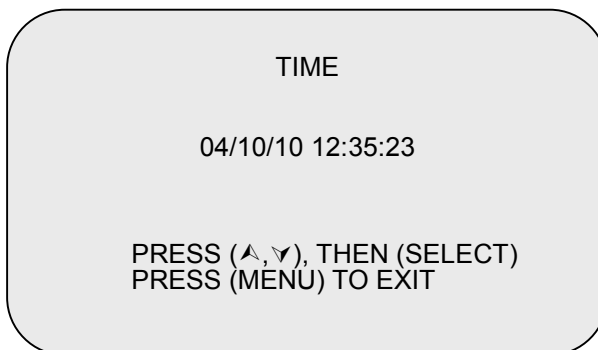 TIME
04/10/10 12:35:23
PRESS (⮝,⮟), THEN (SELECT)
PRESS (MENU) TO EXIT